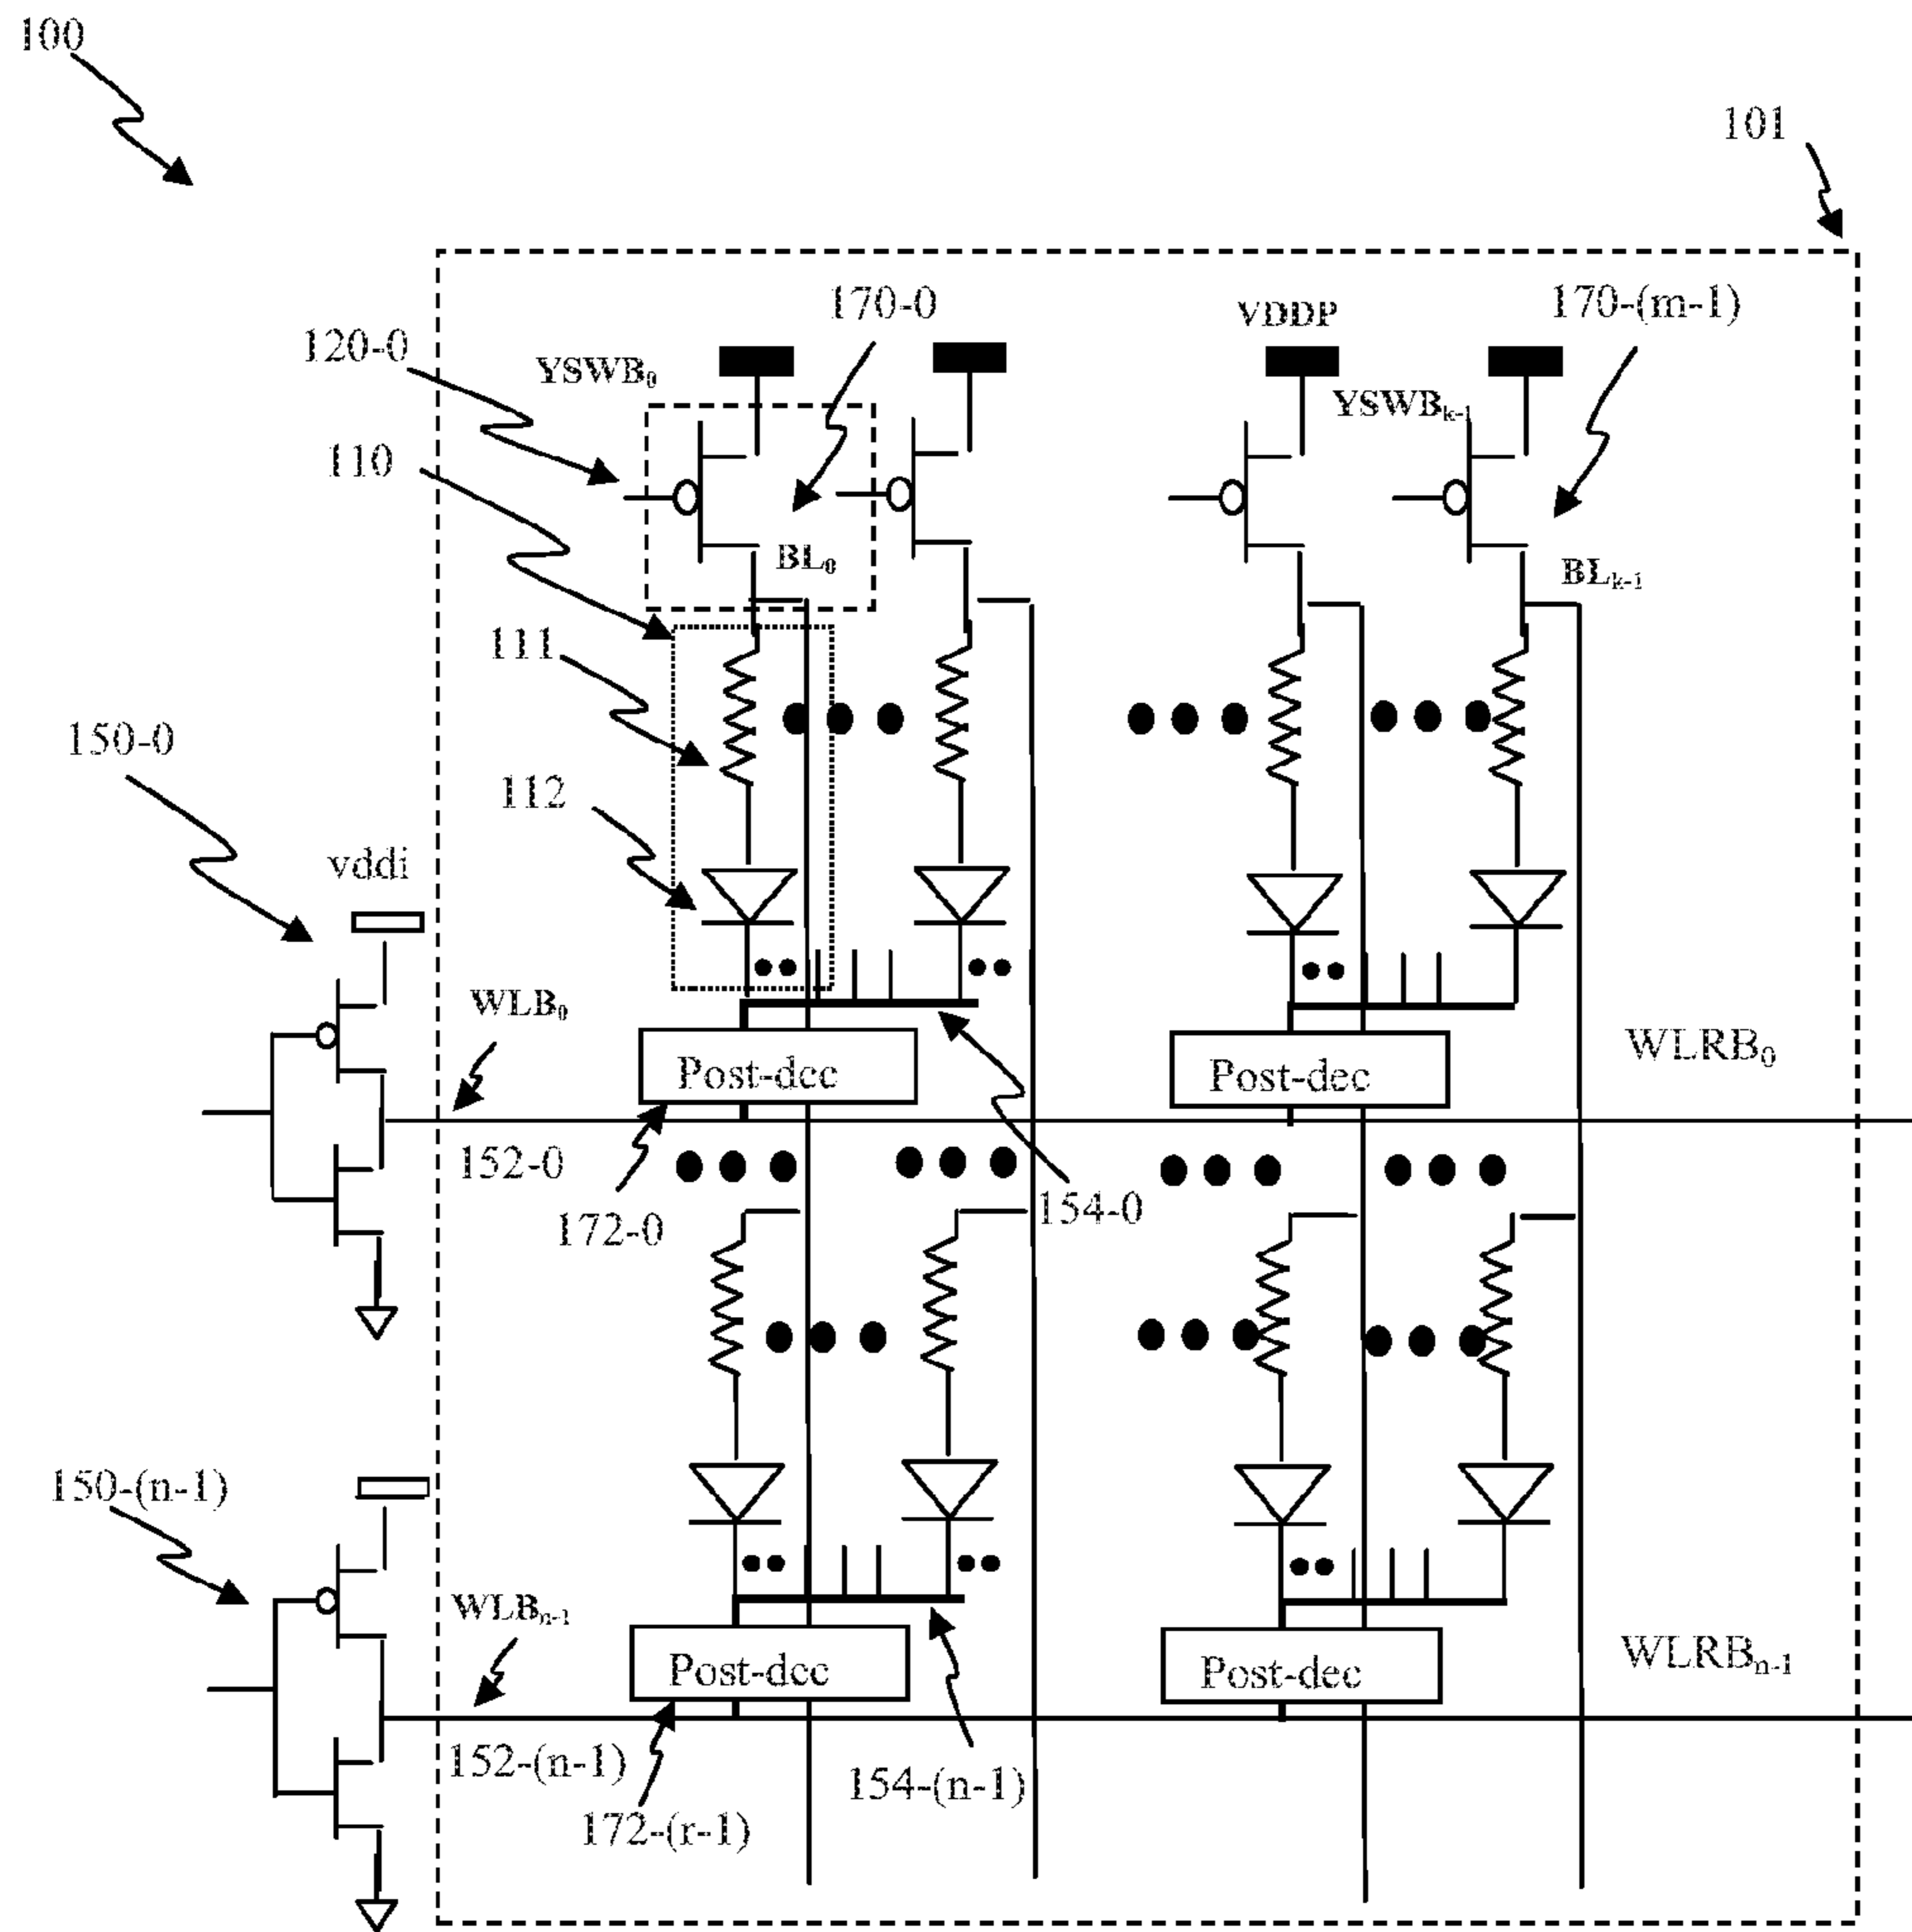 100
101
170-0
VDDP
170-(m-1)
120-0
YSWB₀
YSWBₖ₋₁
110
BL₀
BLₖ₋₁
111
150-0
112
vddi
WLB₀
WLRB₀
Post-dec
Post-dec
152-0
172-0
154-0
150-(n-1)
WLBₙ₋₁
WLRBₙ₋₁
Post-dec
Post-dec
152-(n-1)
154-(n-1)
172-(r-1)